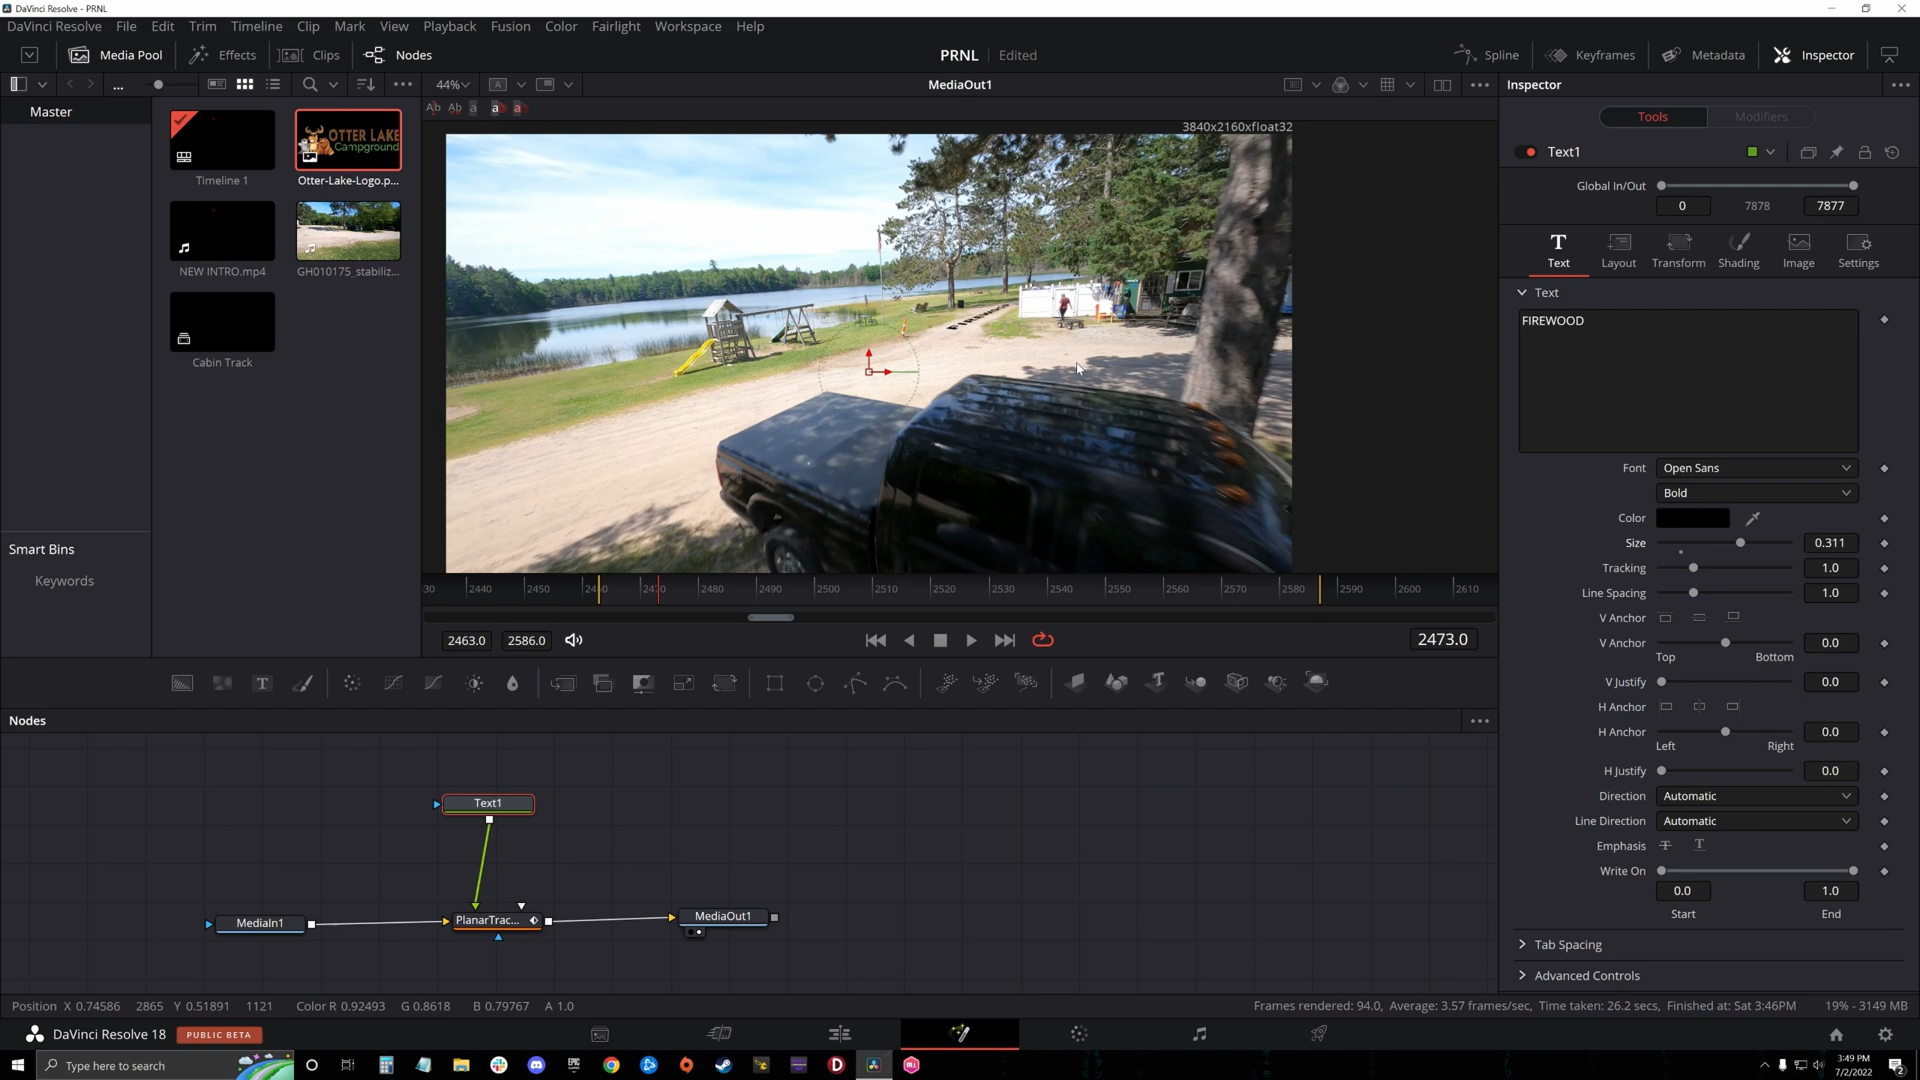 DaVinci Resolve - PRNL
DaVinci Resolve File Edit Trim Timeline Clip Mark View Playback Fusion Color Fairlight Workspace Help
Media Pool Effects Clips Nodes PRNL Edited Spline Keyframes Metadata Inspector
... 44% A MediaOut1 Inspector
Master
3840x2160xfloat32
OTTER LAKE
Campground
Timeline 1 Otter-Lake-Logo.p...
NEW INTRO.mp4 GH010175_stabiliz...
Cabin Track
Smart Bins
Keywords
Tools Modifiers
Text1
Global In/Out
0 7878 7877
Text Layout Transform Shading Image Settings
Text
FIREWOOD
Font Open Sans
Bold
Color
Size 0.311
Tracking 1.0
Line Spacing 1.0
V Anchor
V Anchor 0.0
Top Bottom
V Justify 0.0
H Anchor
H Anchor 0.0
Left Right
H Justify 0.0
Direction Automatic
Line Direction Automatic
Emphasis
Write On
0.0 1.0
Start End
Tab Spacing
Advanced Controls
2440 2450 2460 2470 2480 2490 2500 2510 2520 2530 2540 2550 2560 2570 2580 2590 2600 2610
2463.0 2586.0 2473.0
Nodes
Text1
MediaIn1 PlanarTrac... MediaOut1
Position X 0.74586 2865 Y 0.51891 1121 Color R 0.92493 G 0.8618 B 0.79767 A 1.0
Frames rendered: 94.0, Average: 3.57 frames/sec, Time taken: 26.2 secs, Finished at: Sat 3:46PM 19% - 3149 MB
DaVinci Resolve 18 PUBLIC BETA
Type here to search
3:49 PM
7/2/2022